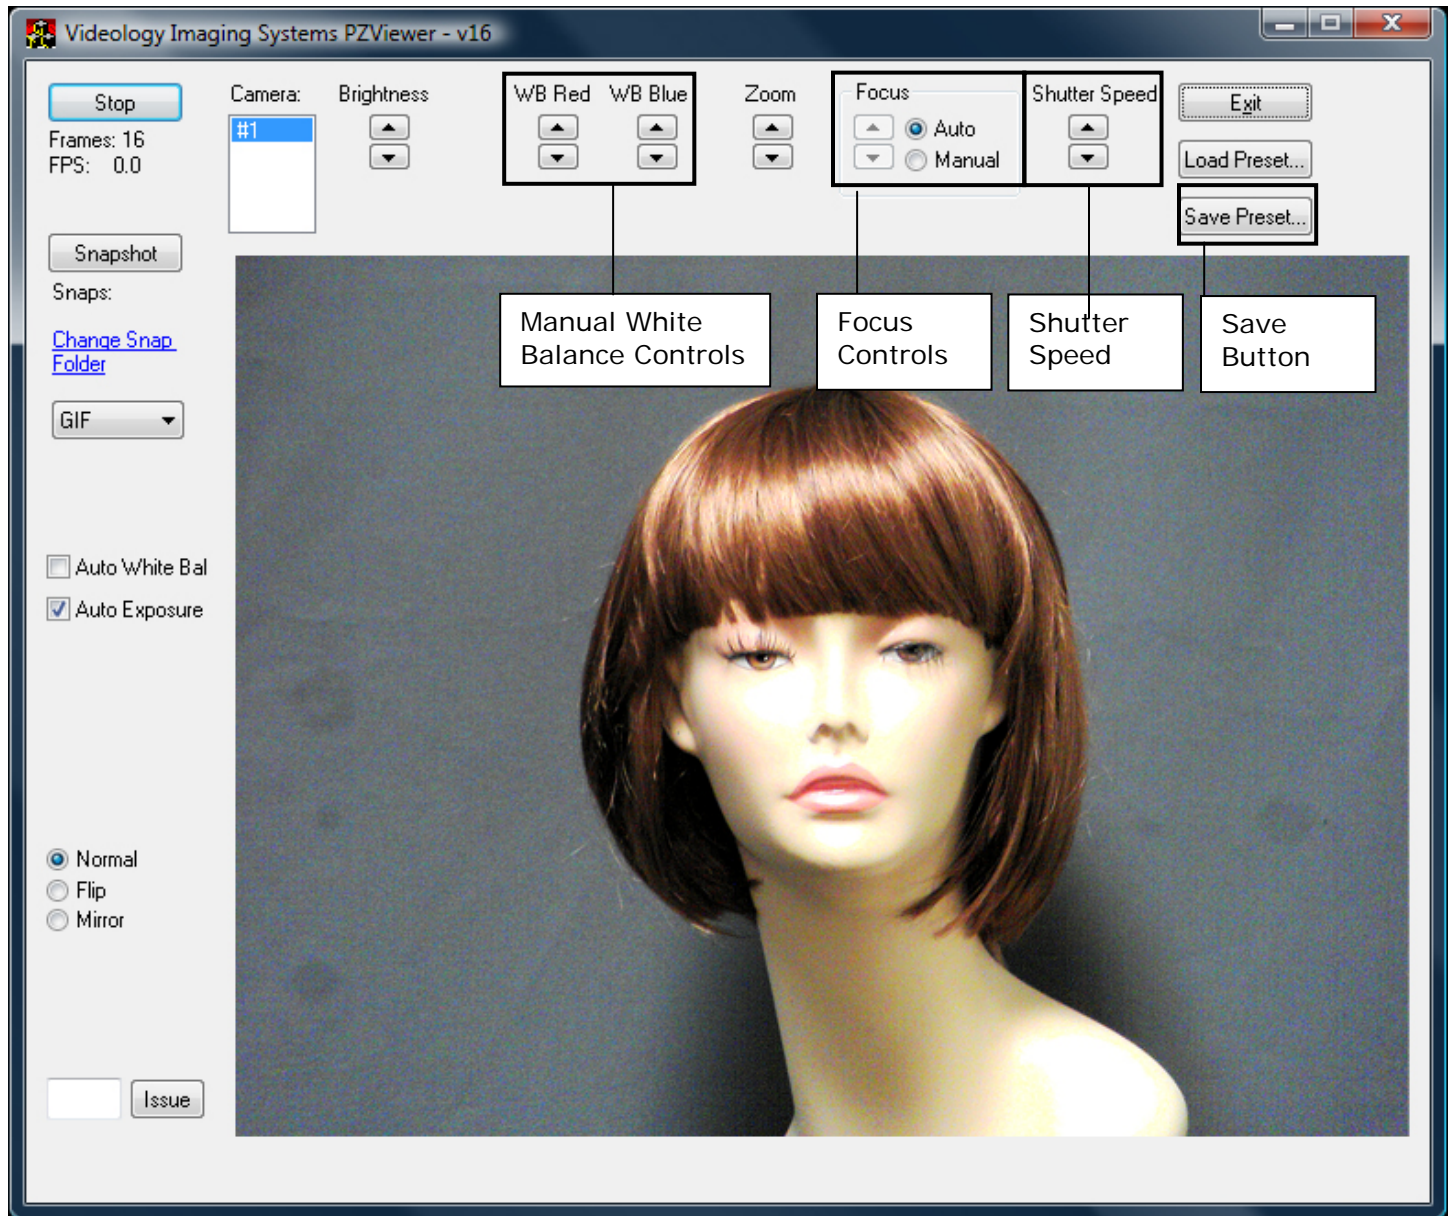 Videology Imaging Systems PZViewer - v16
Stop
Frames: 16
FPS: 0.0
Camera:
#1
Brightness
WB Red WB Blue
Zoom
Focus
Auto
Manual
Shutter Speed
Exit
Load Preset...
Save Preset...
Snapshot
Snaps:
Change Snap
Folder
GIF
Manual White
Balance Controls
Focus
Controls
Shutter
Speed
Save
Button
Auto White Bal
Auto Exposure
Normal
Flip
Mirror
Issue